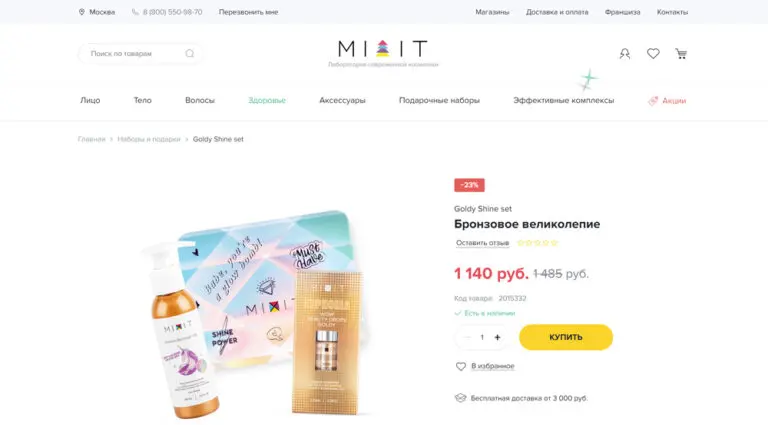 Москва 8 (800) 550-98-70 Перезвонить мне Магазины Доставка и оплата Франшиза Контакты
Поиск по товарам
MIXIT
Лаборатория современной косметики
Лицо Тело Волосы Здоровье Аксессуары Подарочные наборы Эффективные комплексы Акции
Главная > Наборы и подарки > Goldy Shine set
-23%
Goldy Shine set
Бронзовое великолепие
Оставить отзыв
1 140 руб. 1 485 руб.
Код товара: 2015332
Есть в наличии
− 1 + КУПИТЬ
В избранное
Бесплатная доставка от 3 000 руб.
Babe, you're
a glow bomb!
Must
Have
MIXIT
SHINE
POWER
MIXIT
MIXIT
GOLDY